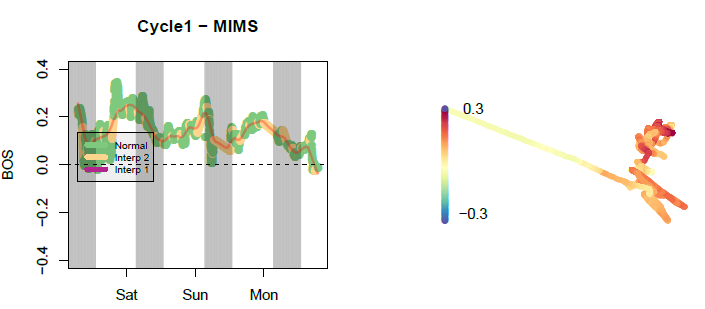 Cycle1 − MIMS
BOS
0.4
0.2
0.0
−0.2
−0.4
Normal
Interp 2
Interp 1
Sat Sun Mon
0.3
−0.3